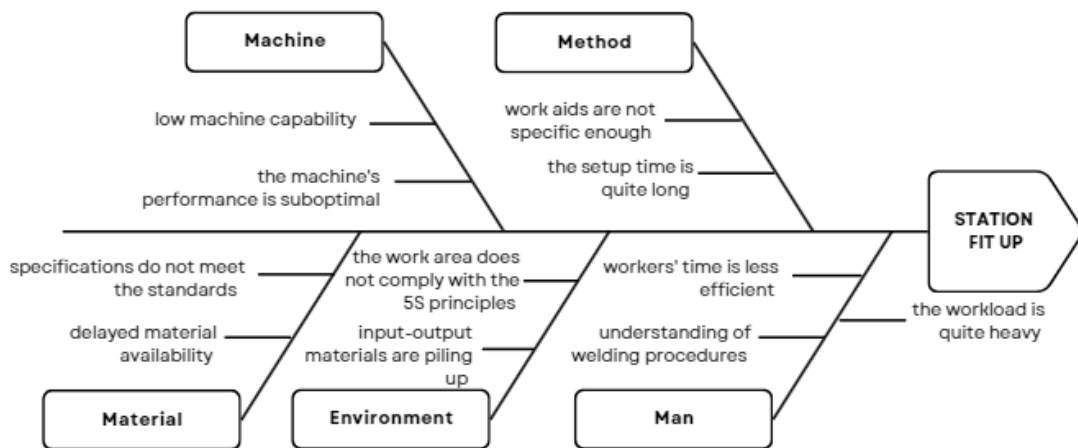 Machine
Method
low machine capability
the machine's
performance is suboptimal
work aids are not
specific enough
the setup time is
quite long
STATION
FIT UP
specifications do not meet
the standards
delayed material
availability
the work area does
not comply with the
5S principles
input-output
materials are piling
up
workers' time is less
efficient
understanding of
welding procedures
the workload is
quite heavy
Material
Environment
Man